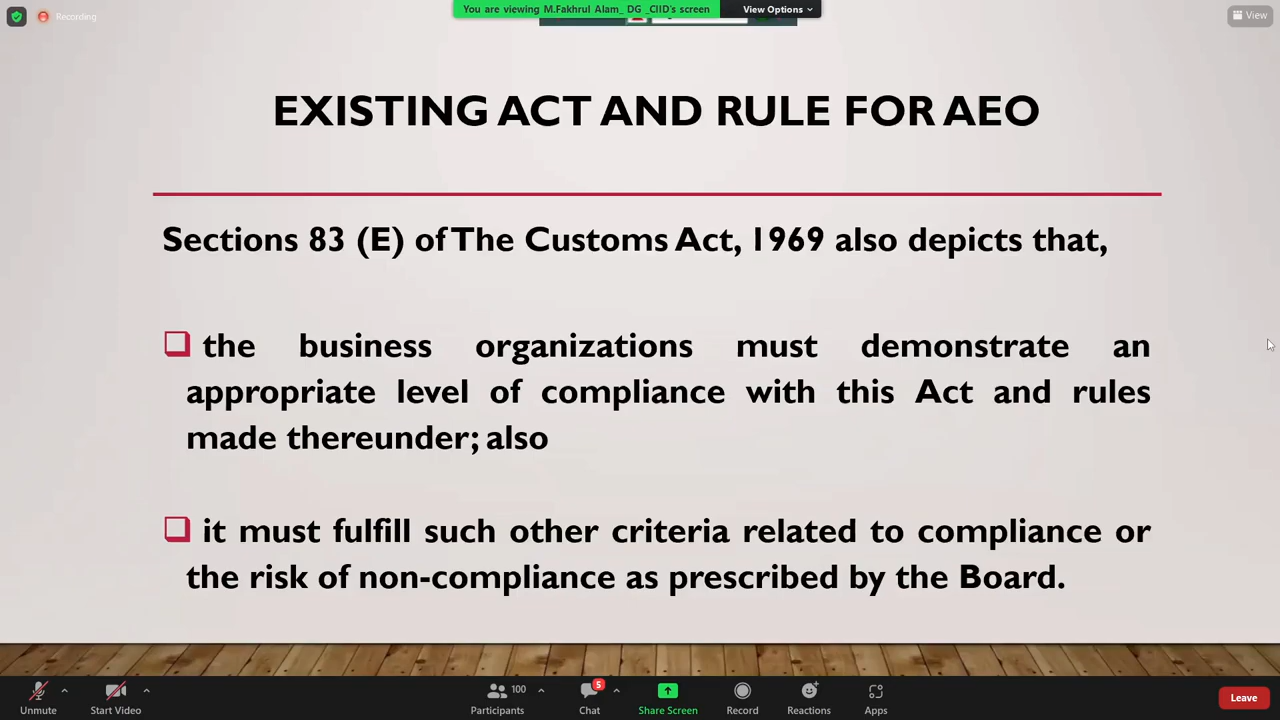 Recording
You are viewing M.Fakhrul Alam_ DG _CIID's screen
View Options
View
EXISTING ACT AND RULE FOR AEO
Sections 83 (E) of The Customs Act, 1969 also depicts that,
the business organizations must demonstrate an
appropriate level of compliance with this Act and rules
made thereunder; also
it must fulfill such other criteria related to compliance or
the risk of non-compliance as prescribed by the Board.
Unmute
Start Video
Participants 100
Chat 5
Share Screen
Record
Reactions
Apps
Leave